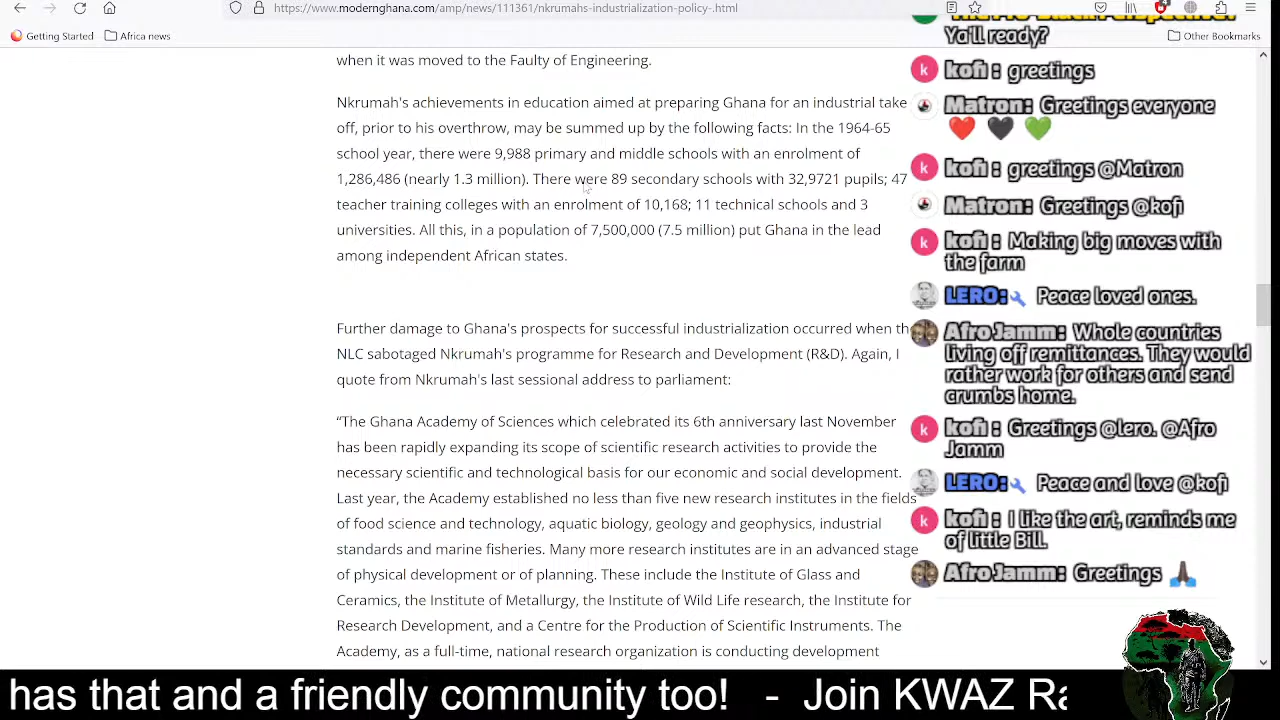 https://www.modernghana.com/amp/news/111361/nkrumahs-industrialization-policy-.html
Getting Started
Africa news
Other Bookmarks
when it was moved to the Faulty of Engineering.
Nkrumah's achievements in education aimed at preparing Ghana for an industrial take
off, prior to his overthrow, may be summed up by the following facts: In the 1964-65
school year, there were 9,988 primary and middle schools with an enrolment of
1,286,486 (nearly 1.3 million). There were 89 secondary schools with 32,9721 pupils; 47
techer training colleges with an enrolment of 10,168; 11 technical schools and 3
universities. All this, in a population of 7,500,000 (7.5 million) put Ghana in the lead
among independent African states.
Further damage to Ghana's prospects for successful industrialization occurred when th
NLC sabotaged Nkrumah's programme for Research and Development (R&D). Again, I
quote from Nkrumah's last sessional address to parliament:
“The Ghana Academy of Sciences which celebrated its 6th anniversary last November
has been rapidly expanding its scope of scientific research activities to provide the
necessary scientific and technological basis for our economic and social development.
Last year, the Academy established no less than five new research institutes in the fields
of food science and technology, aquatic biology, geology and geophysics, industrial
standards and marine fisheries. Many more research institutes are in an advanced stage
of physical development or of planning. These include the Institute of Glass and
Ceramics, the Institute of Metallurgy, the Institute of Wild Life research, the Institute for
Research Development, and a Centre for the Production of Scientific Instruments. The
Academy, as a full-time, national research organization is conducting development
Ya'll ready?
k kofi : greetings
Matron: Greetings everyone
❤️ 🖤 💚
k kofi : greetings @Matron
Matron: Greetings @kofi
k kofi : Making big moves with
the farm
LERO: Peace loved ones.
Afro Jamm: Whole countries
living off remittances. They would
rather work for others and send
crumbs home.
k kofi : Greetings @lero. @Afro
Jamm
LERO: Peace and love @kofi
k kofi : I like the art, reminds me
of little Bill.
Afro Jamm: Greetings 🙏🏿
has that and a friendly community too! - Join KWAZ Ra